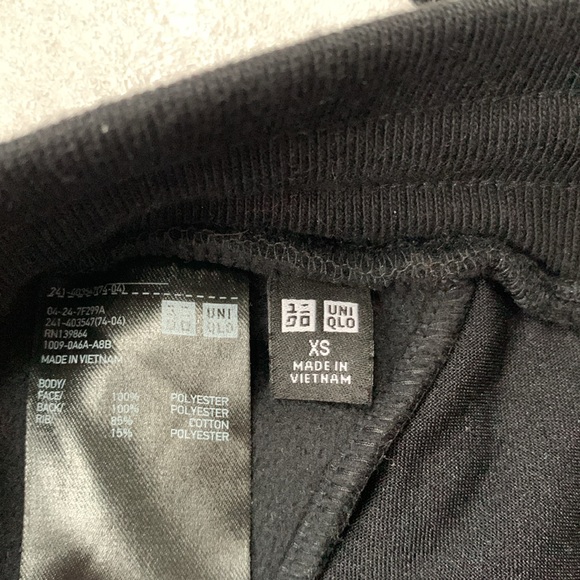 04-24-7F299A
241-403547(74-04)
RN139864
1009-0A6A-A8B
MADE IN VIETNAM
UNI
QLO
BODY/
FACE/ 100% POLYESTER
BACK/ 100% POLYESTER
RIB/ 85% COTTON
15% POLYESTER
ユニ
クロ
UNI
QLO
XS
MADE IN
VIETNAM